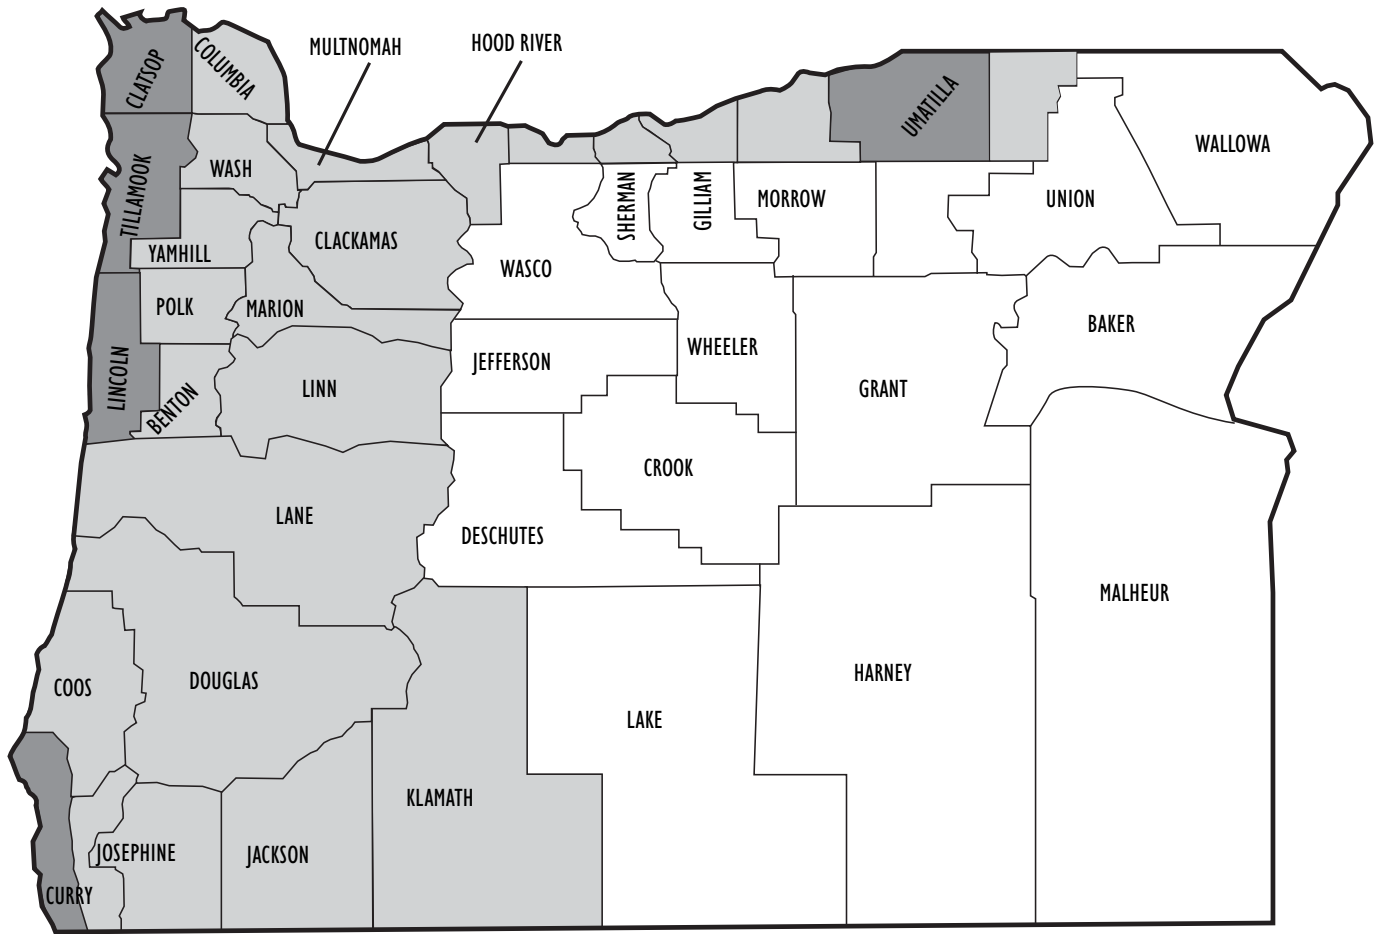 MULTNOMAH
HOOD RIVER
CLATSOP
COLUMBIA
UMATILLA
WALLOWA
WASH
TILLAMOOK
SHERMAN
GILLIAM
MORROW
UNION
YAMHILL
CLACKAMAS
WASCO
POLK
MARION
BAKER
WHEELER
JEFFERSON
LINCOLN
LINN
GRANT
BENTON
CROOK
LANE
DESCHUTES
MALHEUR
HARNEY
DOUGLAS
COOS
LAKE
KLAMATH
JOSEPHINE
JACKSON
CURRY